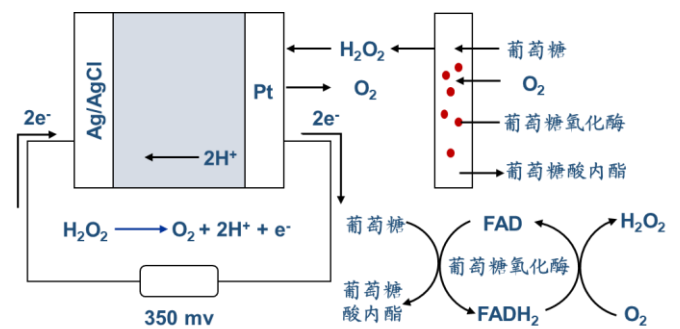 Ag/AgCl
Pt
H₂O₂
O₂
葡萄糖
O₂
葡萄糖氧化酶
葡萄糖酸内酯
2e⁻
2e⁻
2H⁺
H₂O₂ → O₂ + 2H⁺ + e⁻
350 mv
葡萄糖
FAD
H₂O₂
葡萄糖氧化酶
葡萄糖
酸内酯
FADH₂
O₂